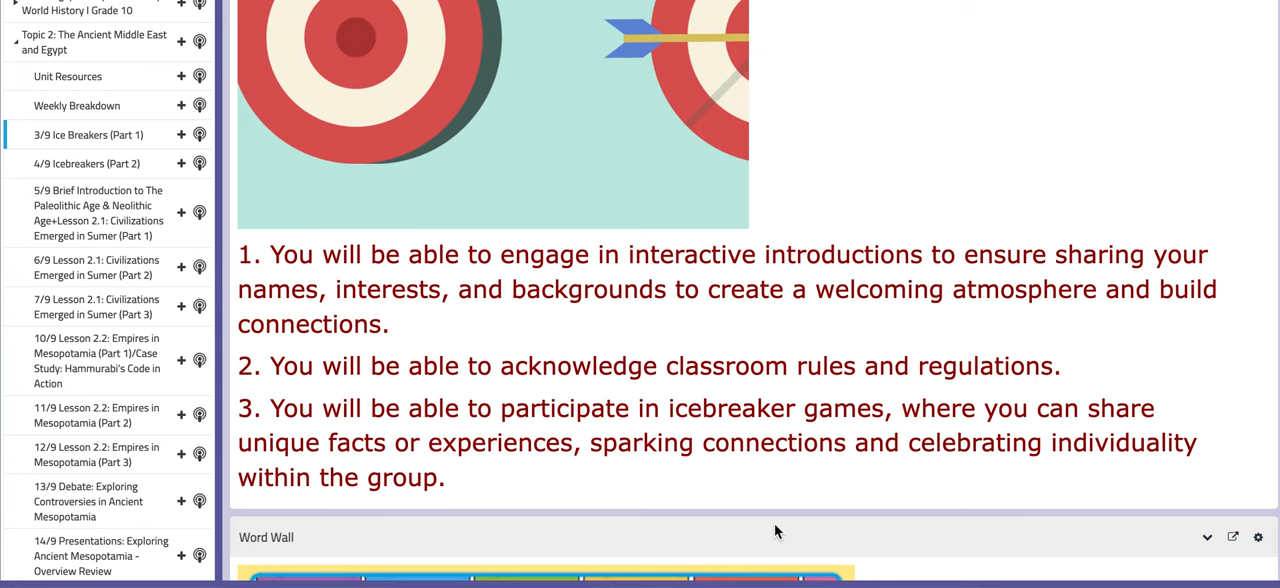 World History I Grade 10
Topic 2: The Ancient Middle East
and Egypt
Unit Resources
Weekly Breakdown
3/9 Ice Breakers (Part 1)
4/9 Icebreakers (Part 2)
5/9 Brief Introduction to The
Paleolithic Age & Neolithic
Age+Lesson 2.1: Civilizations
Emerged in Sumer (Part 1)
6/9 Lesson 2.1: Civilizations
Emerged in Sumer (Part 2)
7/9 Lesson 2.1: Civilizations
Emerged in Sumer (Part 3)
10/9 Lesson 2.2: Empires in
Mesopotamia (Part 1)/Case
Study: Hammurabi's Code in
Action
11/9 Lesson 2.2: Empires in
Mesopotamia (Part 2)
12/9 Lesson 2.2: Empires in
Mesopotamia (Part 3)
13/9 Debate: Exploring
Controversies in Ancient
Mesopotamia
14/9 Presentations: Exploring
Ancient Mesopotamia -
Overview Review
1. You will be able to engage in interactive introductions to ensure sharing your
names, interests, and backgrounds to create a welcoming atmosphere and build
connections.
2. You will be able to acknowledge classroom rules and regulations.
3. You will be able to participate in icebreaker games, where you can share
unique facts or experiences, sparking connections and celebrating individuality
within the group.
Word Wall